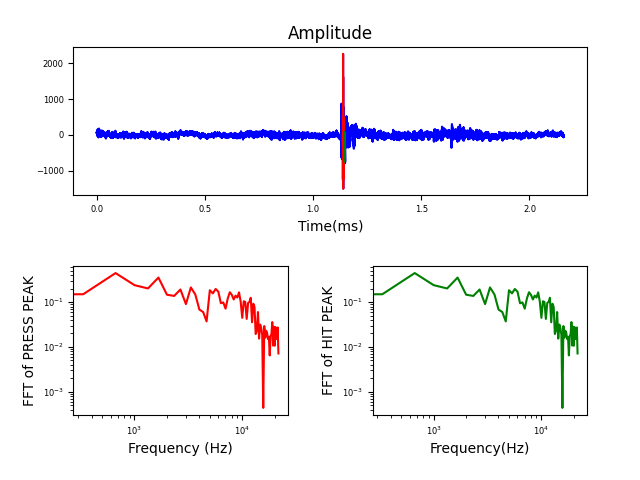 Amplitude
2000
1000
0
−1000
0.0 0.5 1.0 1.5 2.0
Time(ms)
FFT of PRESS PEAK
10⁻¹
10⁻²
10⁻³
10³ 10⁴
Frequency (Hz)
FFT of HIT PEAK
10⁻¹
10⁻²
10⁻³
10³ 10⁴
Frequency(Hz)